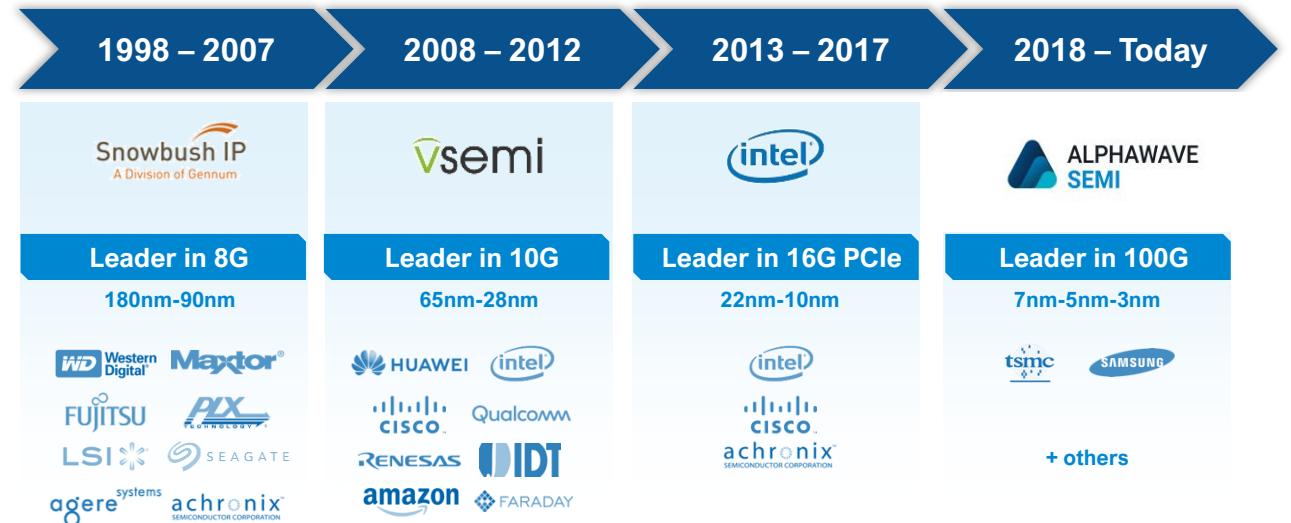 1998 – 2007
2008 – 2012
2013 – 2017
2018 – Today
Snowbush IP
A Division of Gennum
vsemi
intel
ALPHAWAVE
SEMI
Leader in 8G
Leader in 10G
Leader in 16G PCIe
Leader in 100G
180nm-90nm
65nm-28nm
22nm-10nm
7nm-5nm-3nm
WD Western
Digital
Maxtor®
HUAWEI
intel
intel
tsmc
SAMSUNG
FUJITSU
PLX
TECHNOLOGY
CISCO
Qualcomm
CISCO
LSI
SEAGATE
RENESAS
IDT
achronix
SEMICONDUCTOR CORPORATION
+ others
agere systems
achronix
SEMICONDUCTOR CORPORATION
amazon
FARADAY